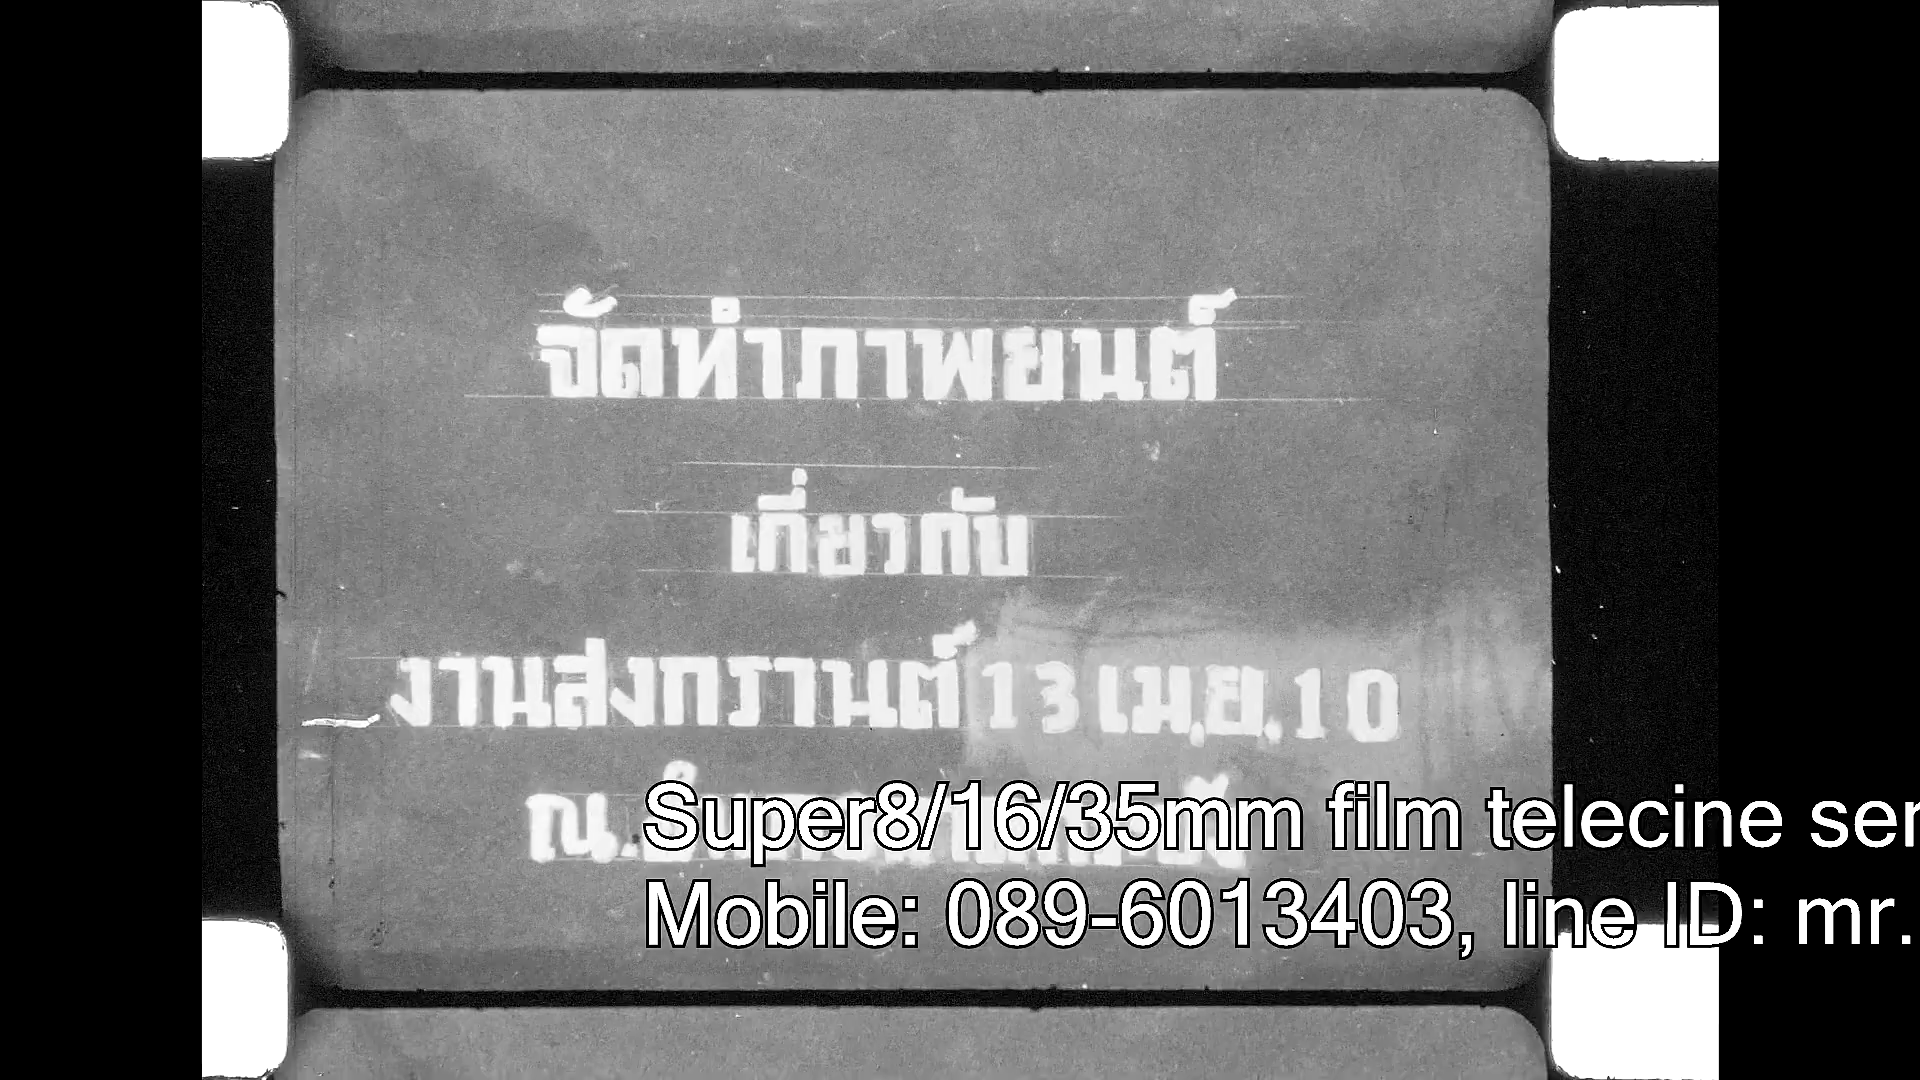 จัดทำภาพยนต์
เกี่ยวกับ
งานสงกรานต์ 13 เม.ย. 10
ณ.
Super8/16/35mm film telecine
Mobile: 089-6013403, line ID: mr.